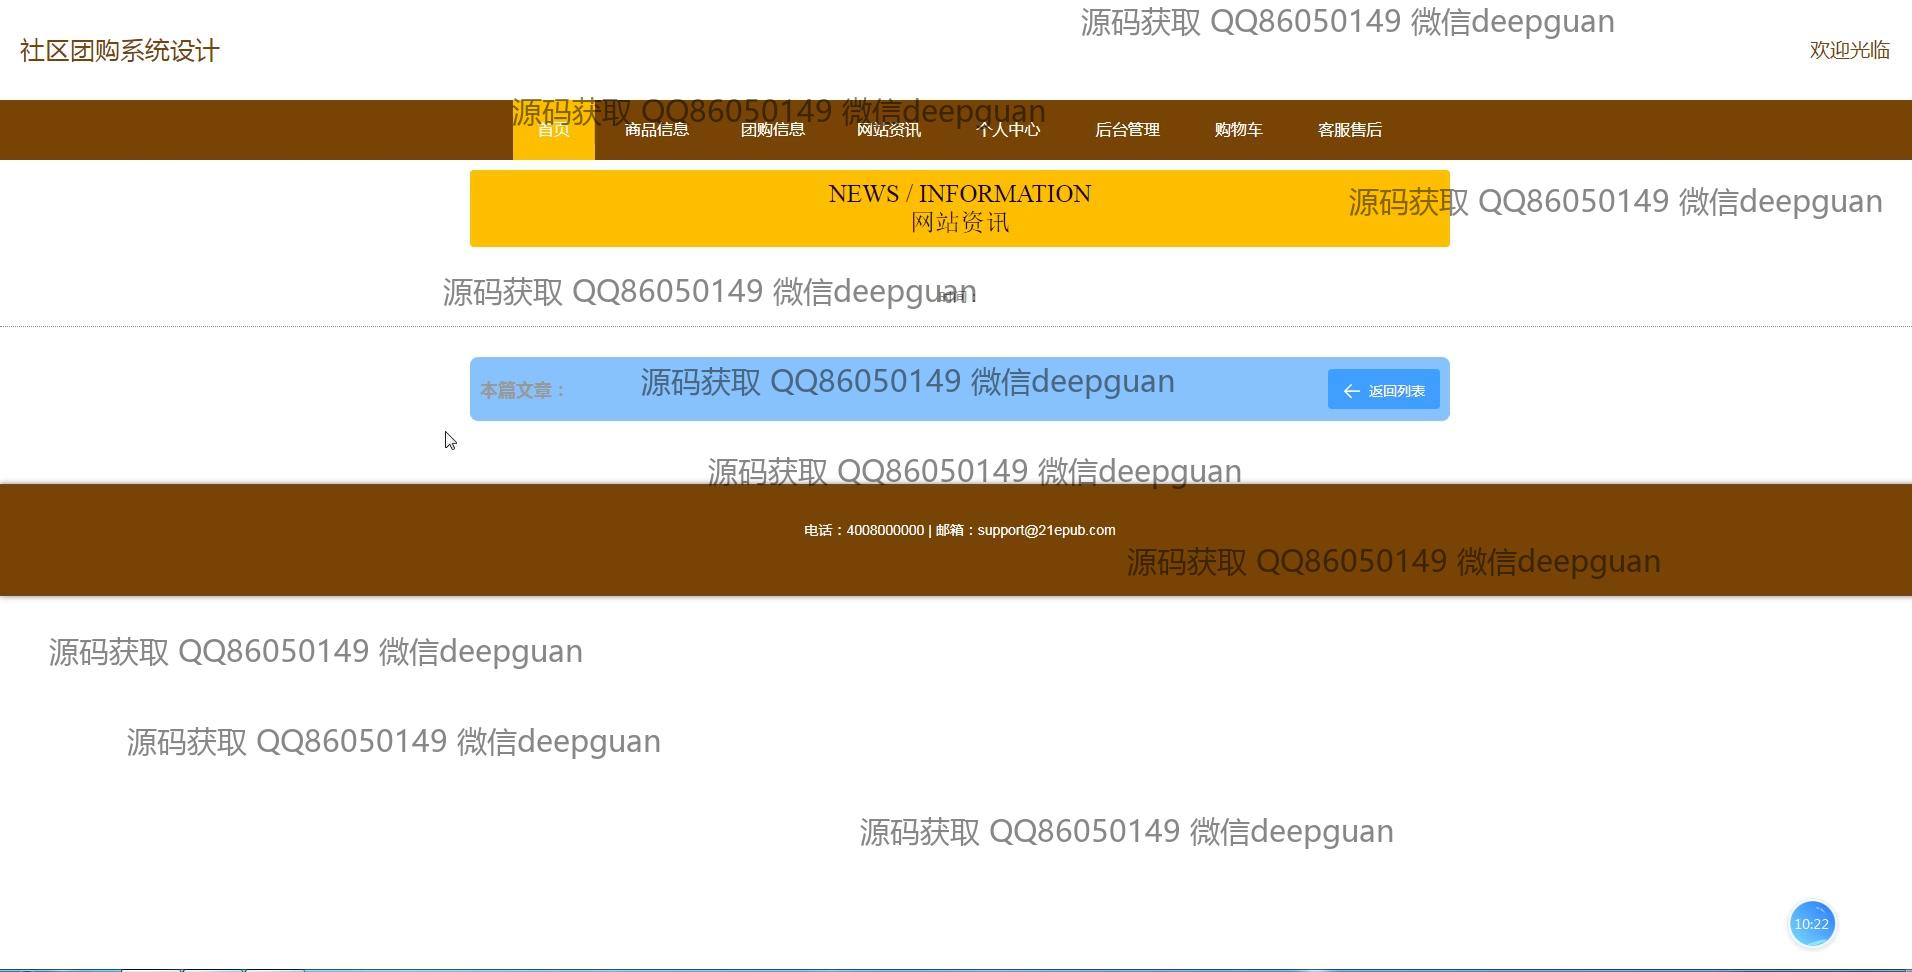 源码获取 QQ86050149 微信deepguan
社区团购系统设计
欢迎光临
源码获取 QQ86050149 微信deepguan
首页 商品信息 团购信息 网站资讯 个人中心 后台管理 购物车 客服售后
NEWS / INFORMATION
网站资讯
源码获取 QQ86050149 微信deepguan
源码获取 QQ86050149 微信deepguan
时间：
本篇文章：
源码获取 QQ86050149 微信deepguan
返回列表
源码获取 QQ86050149 微信deepguan
电话：4008000000 | 邮箱：support@21epub.com
源码获取 QQ86050149 微信deepguan
源码获取 QQ86050149 微信deepguan
源码获取 QQ86050149 微信deepguan
源码获取 QQ86050149 微信deepguan
10:22